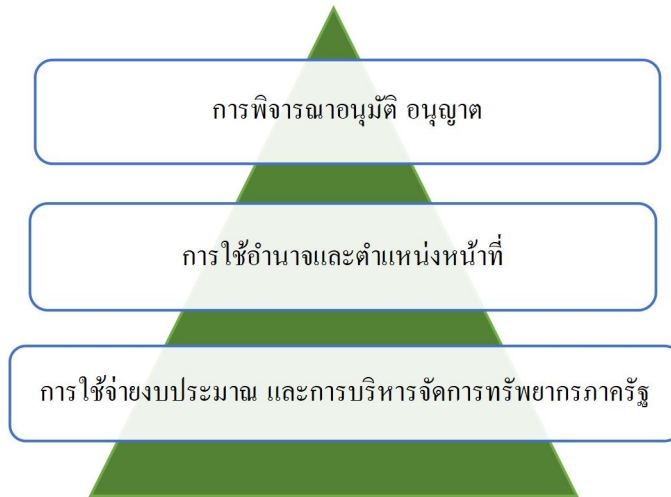 การพิจารณาอนุมัติ อนุญาต
การใช้อำนาจและตำแหน่งหน้าที่
การใช้จ่ายงบประมาณ และการบริหารจัดการทรัพยากรภาครัฐ